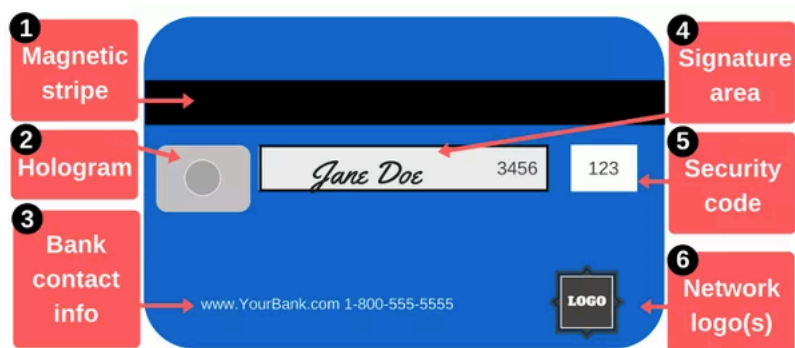 1
Magnetic
stripe
2
Hologram
3
Bank
contact
info
Jane Doe 3456 123
www.YourBank.com 1-800-555-5555
LOGO
4
Signature
area
5
Security
code
6
Network
logo(s)